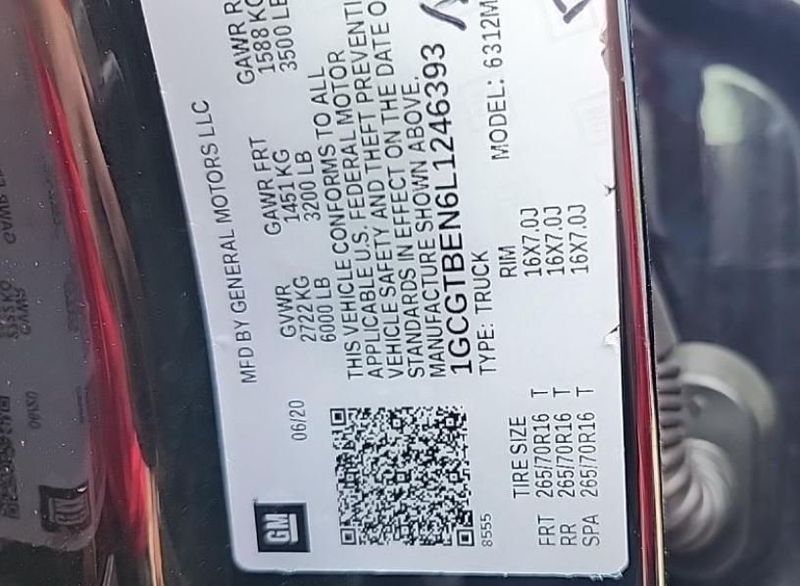 MFD BY GENERAL MOTORS LLC
GM
06/20
GVWR GAWR FRT GAWR R
2722 KG 1451 KG 1588 KG
6000 LB 3200 LB 3500 LB
THIS VEHICLE CONFORMS TO ALL
APPLICABLE U.S. FEDERAL MOTOR
VEHICLE SAFETY AND THEFT PREVENTI
STANDARDS IN EFFECT ON THE DATE O
MANUFACTURE SHOWN ABOVE.
1GCGTBEN6L1246393
TYPE: TRUCK MODEL: 6312M
8555
TIRE SIZE RIM
FRT 265/70R16 T 16X7.0J
RR 265/70R16 T 16X7.0J
SPA 265/70R16 T 16X7.0J